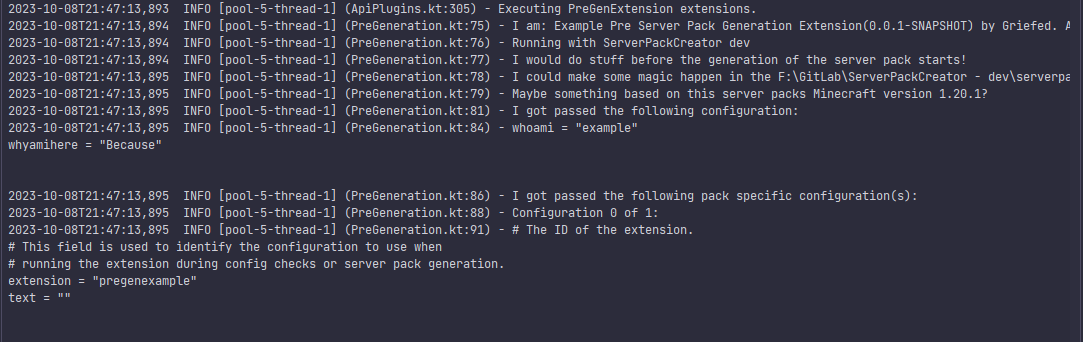 2023-10-08T21:47:13,893  INFO [pool-5-thread-1] (ApiPlugins.kt:305) - Executing PreGenExtension extensions.
2023-10-08T21:47:13,894  INFO [pool-5-thread-1] (PreGeneration.kt:75) - I am: Example Pre Server Pack Generation Extension(0.0.1-SNAPSHOT) by Griefed. A
2023-10-08T21:47:13,894  INFO [pool-5-thread-1] (PreGeneration.kt:76) - Running with ServerPackCreator dev
2023-10-08T21:47:13,894  INFO [pool-5-thread-1] (PreGeneration.kt:77) - I would do stuff before the generation of the server pack starts!
2023-10-08T21:47:13,895  INFO [pool-5-thread-1] (PreGeneration.kt:78) - I could make some magic happen in the F:\GitLab\ServerPackCreator - dev\serverpa
2023-10-08T21:47:13,895  INFO [pool-5-thread-1] (PreGeneration.kt:79) - Maybe something based on this server packs Minecraft version 1.20.1?
2023-10-08T21:47:13,895  INFO [pool-5-thread-1] (PreGeneration.kt:81) - I got passed the following configuration:
2023-10-08T21:47:13,895  INFO [pool-5-thread-1] (PreGeneration.kt:84) - whoami = "example"
whyamihere = "Because"
2023-10-08T21:47:13,895  INFO [pool-5-thread-1] (PreGeneration.kt:86) - I got passed the following pack specific configuration(s):
2023-10-08T21:47:13,895  INFO [pool-5-thread-1] (PreGeneration.kt:88) - Configuration 0 of 1:
2023-10-08T21:47:13,895  INFO [pool-5-thread-1] (PreGeneration.kt:91) - # The ID of the extension.
# This field is used to identify the configuration to use when
# running the extension during config checks or server pack generation.
extension = "pregenexample"
text = ""